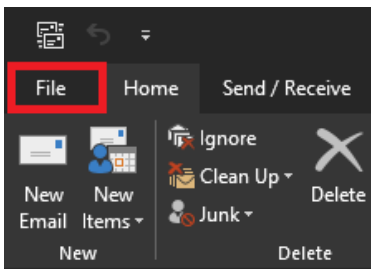 File Home Send / Receive
Ignore
Clean Up
Junk
New Email
New Items
Delete
New Delete